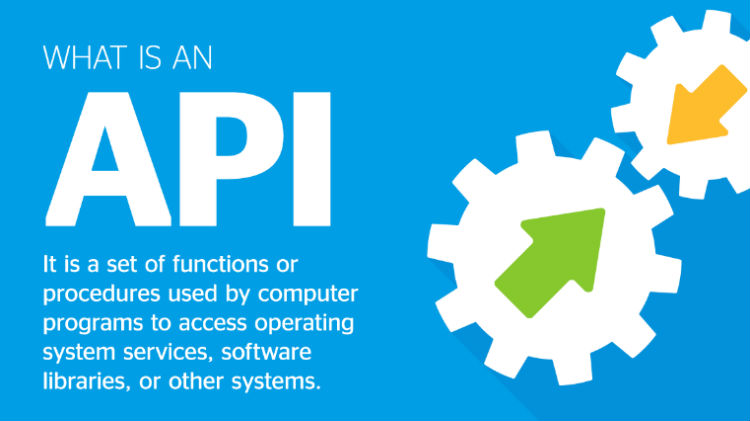 WHAT IS AN
API
It is a set of functions or
procedures used by computer
programs to access operating
system services, software
libraries, or other systems.